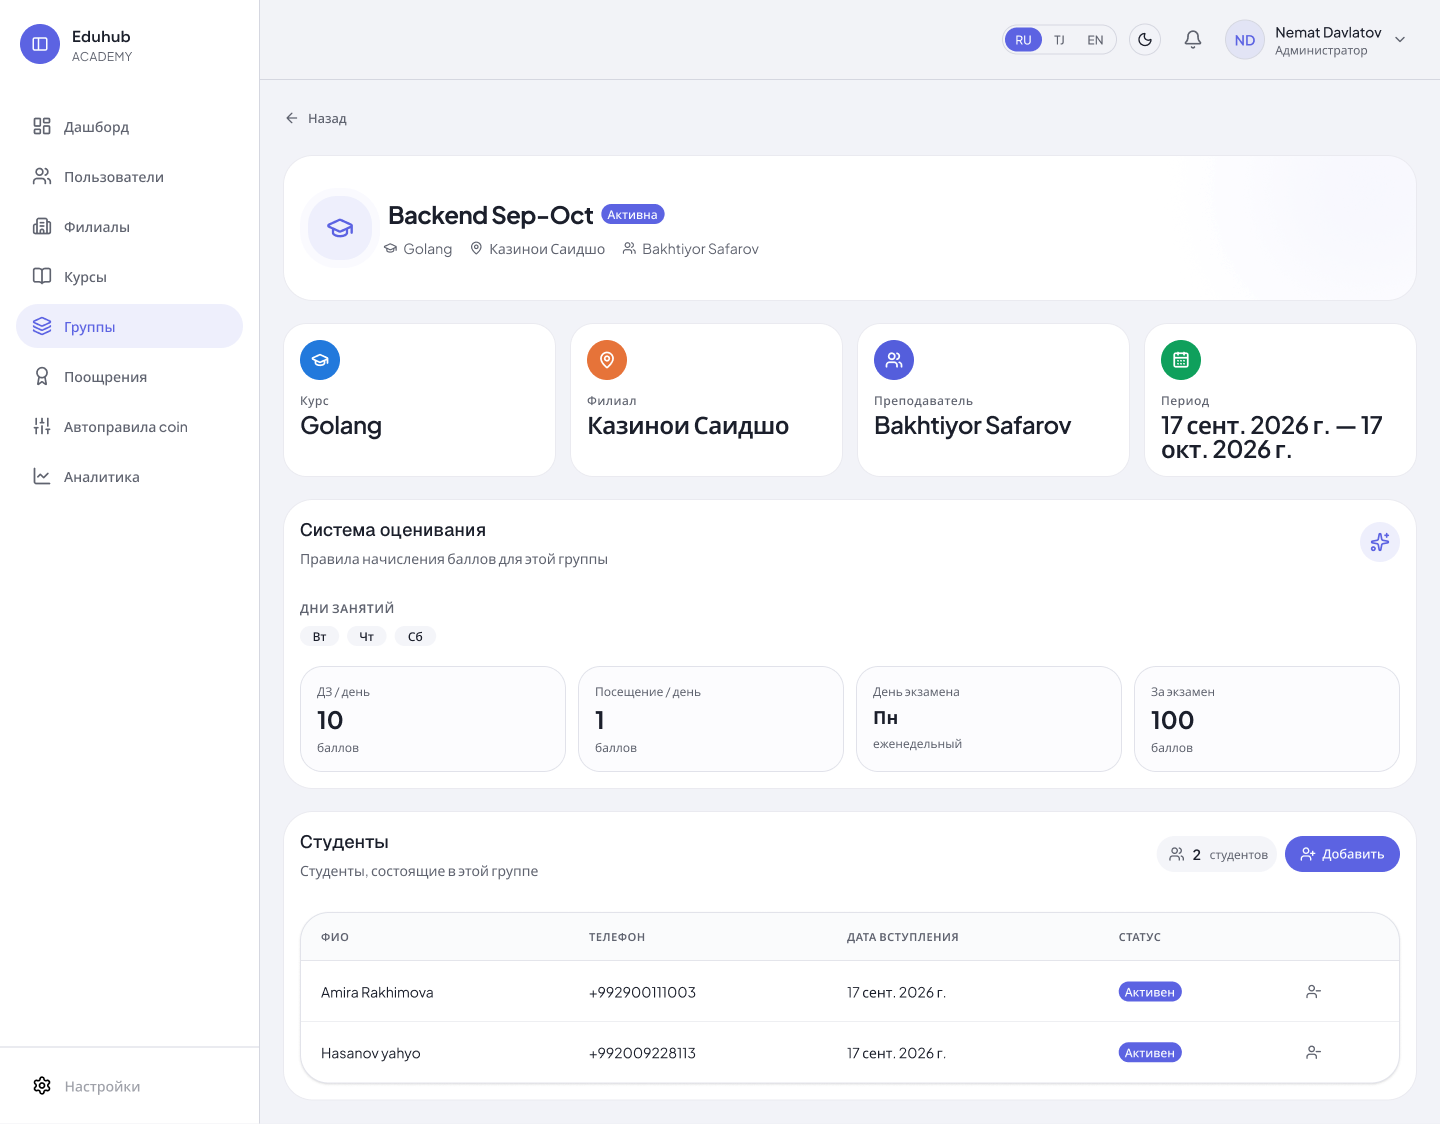 Eduhub
ACADEMY
RU TJ EN
ND
Nemat Davlatov
Администратор
Дашборд
Пользователи
Филиалы
Курсы
Группы
Поощрения
Автоправила coin
Аналитика
Настройки
Назад
Backend Sep-Oct Активна
Golang Казинои Саидшо Bakhtiyor Safarov
Курс
Golang
Филиал
Казинои Саидшо
Преподаватель
Bakhtiyor Safarov
Период
17 сент. 2026 г. — 17
окт. 2026 г.
Система оценивания
Правила начисления баллов для этой группы
ДНИ ЗАНЯТИЙ
Вт Чт Сб
ДЗ / день
10
баллов
Посещение / день
1
баллов
День экзамена
Пн
еженедельный
За экзамен
100
баллов
Студенты
Студенты, состоящие в этой группе
2 студентов
Добавить
ФИО ТЕЛЕФОН ДАТА ВСТУПЛЕНИЯ СТАТУС
Amira Rakhimova +992900111003 17 сент. 2026 г. Активен
Hasanov yahyo +992009228113 17 сент. 2026 г. Активен